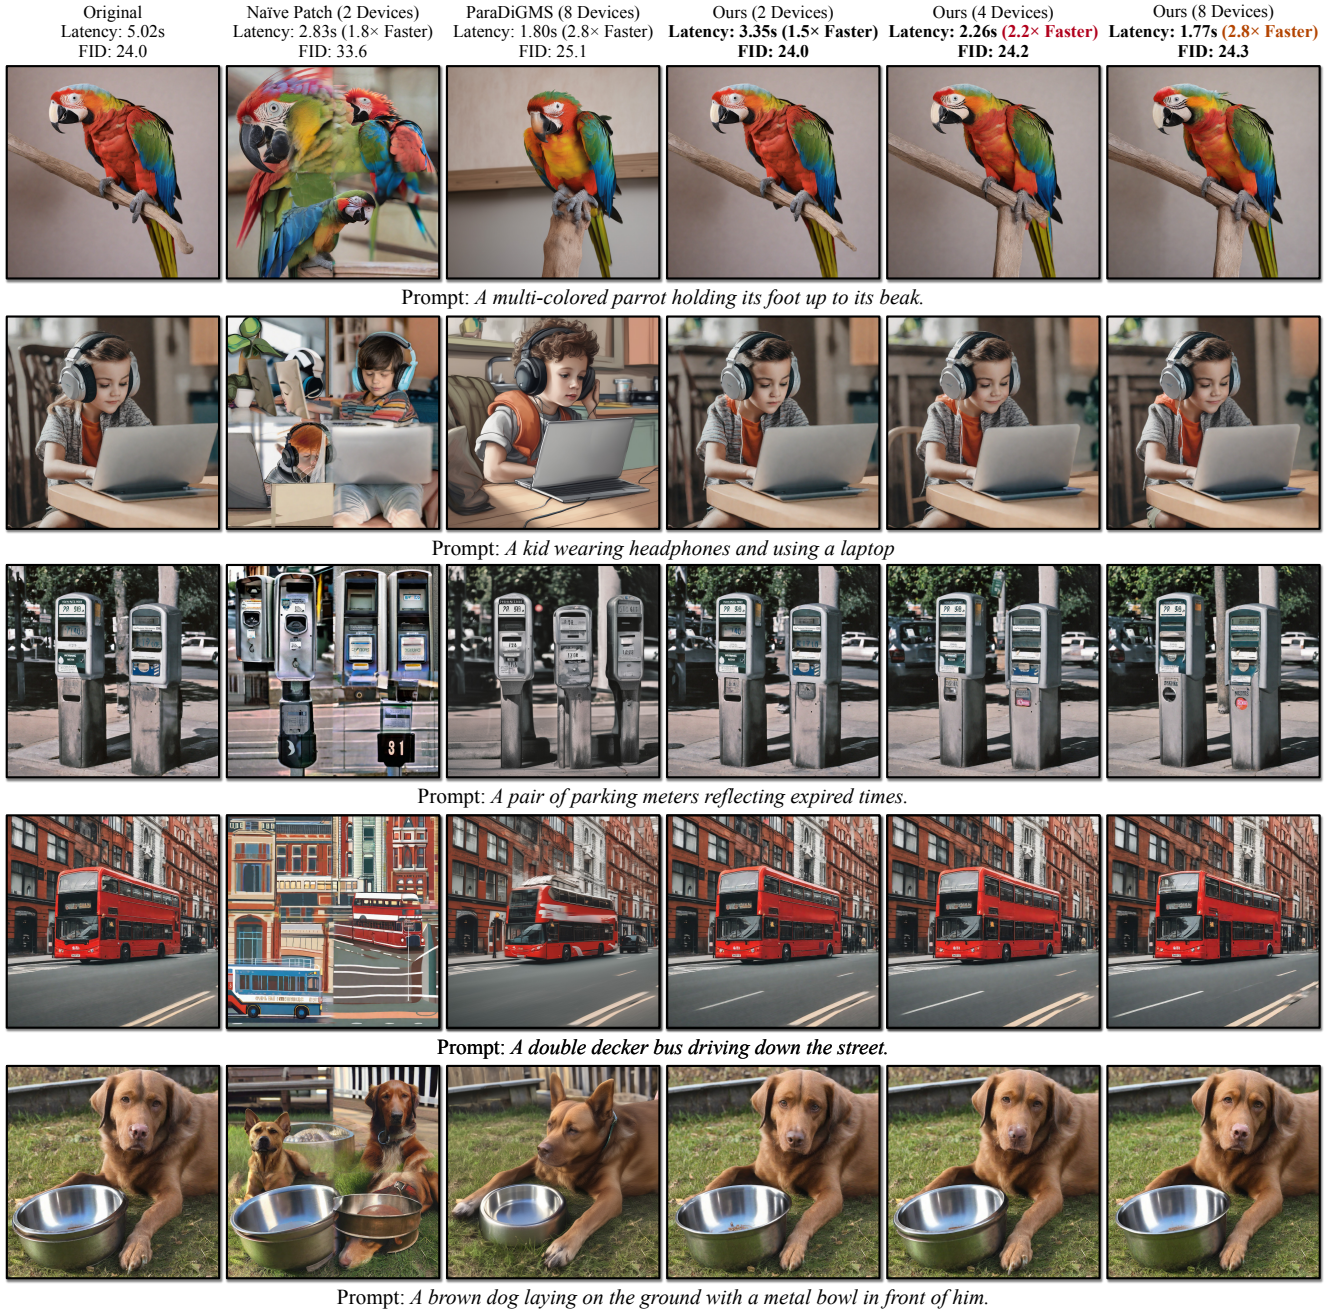 Original
Latency: 5.02s
FID: 24.0
Naïve Patch (2 Devices)
Latency: 2.83s (1.8× Faster)
FID: 33.6
ParaDiGMS (8 Devices)
Latency: 1.80s (2.8× Faster)
FID: 25.1
Ours (2 Devices)
Latency: 3.35s (1.5× Faster)
FID: 24.0
Ours (4 Devices)
Latency: 2.26s (2.2× Faster)
FID: 24.2
Ours (8 Devices)
Latency: 1.77s (2.8× Faster)
FID: 24.3
Prompt: A multi-colored parrot holding its foot up to its beak.
Prompt: A kid wearing headphones and using a laptop
31
Prompt: A pair of parking meters reflecting expired times.
Prompt: A double decker bus driving down the street.
Prompt: A brown dog laying on the ground with a metal bowl in front of him.